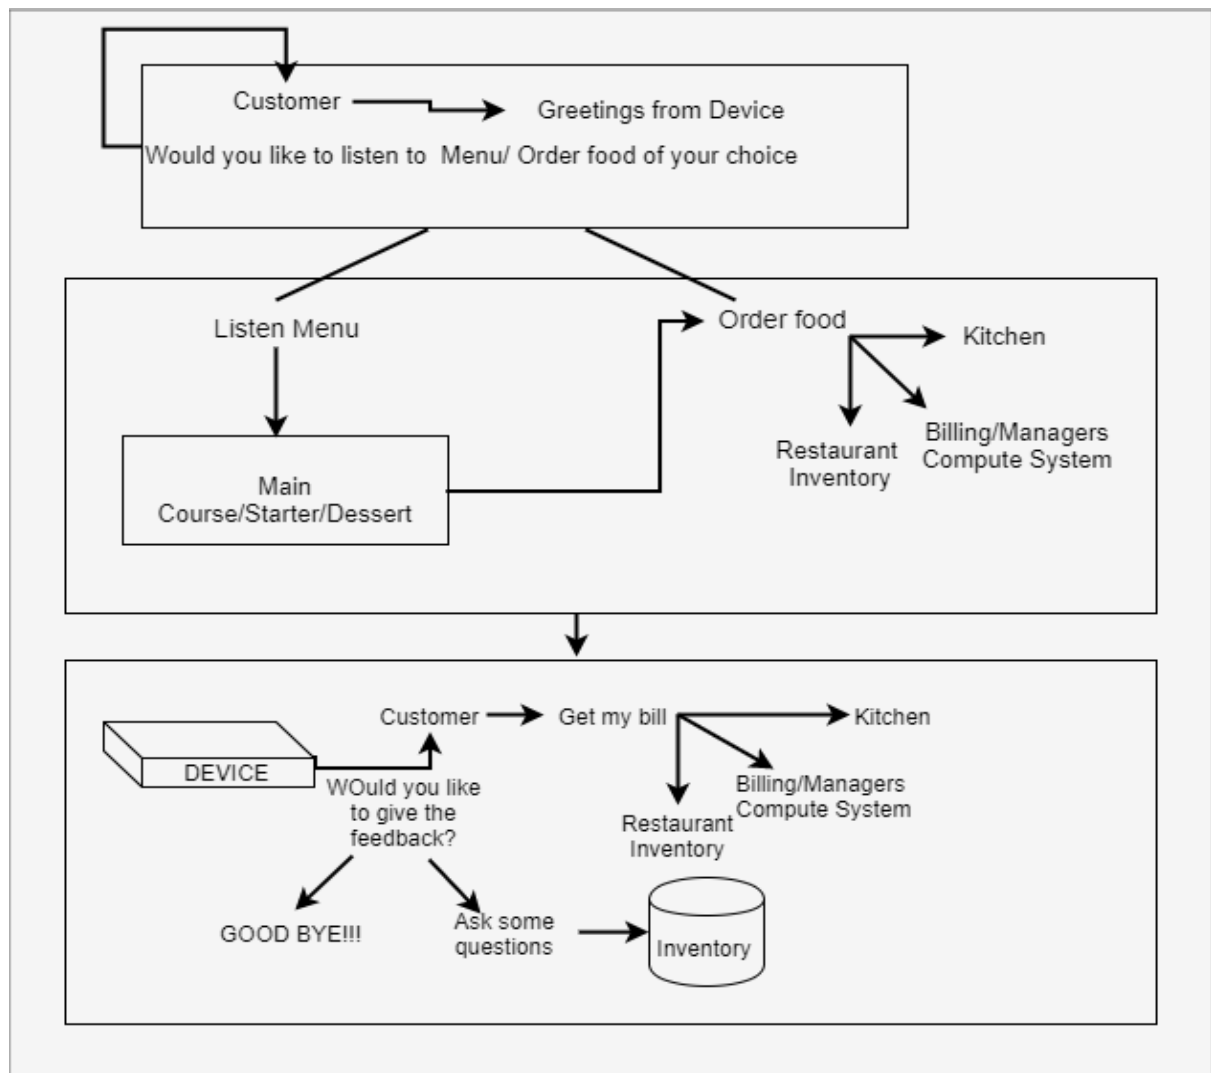 Customer
Greetings from Device
Would you like to listen to Menu/ Order food of your choice
Listen Menu
Order food
Kitchen
Restaurant
Inventory
Billing/Managers
Compute System
Main
Course/Starter/Dessert
Customer
Get my bill
Kitchen
DEVICE
WOuld you like
to give the
feedback?
Billing/Managers
Compute System
Restaurant
Inventory
GOOD BYE!!!
Ask some
questions
Inventory